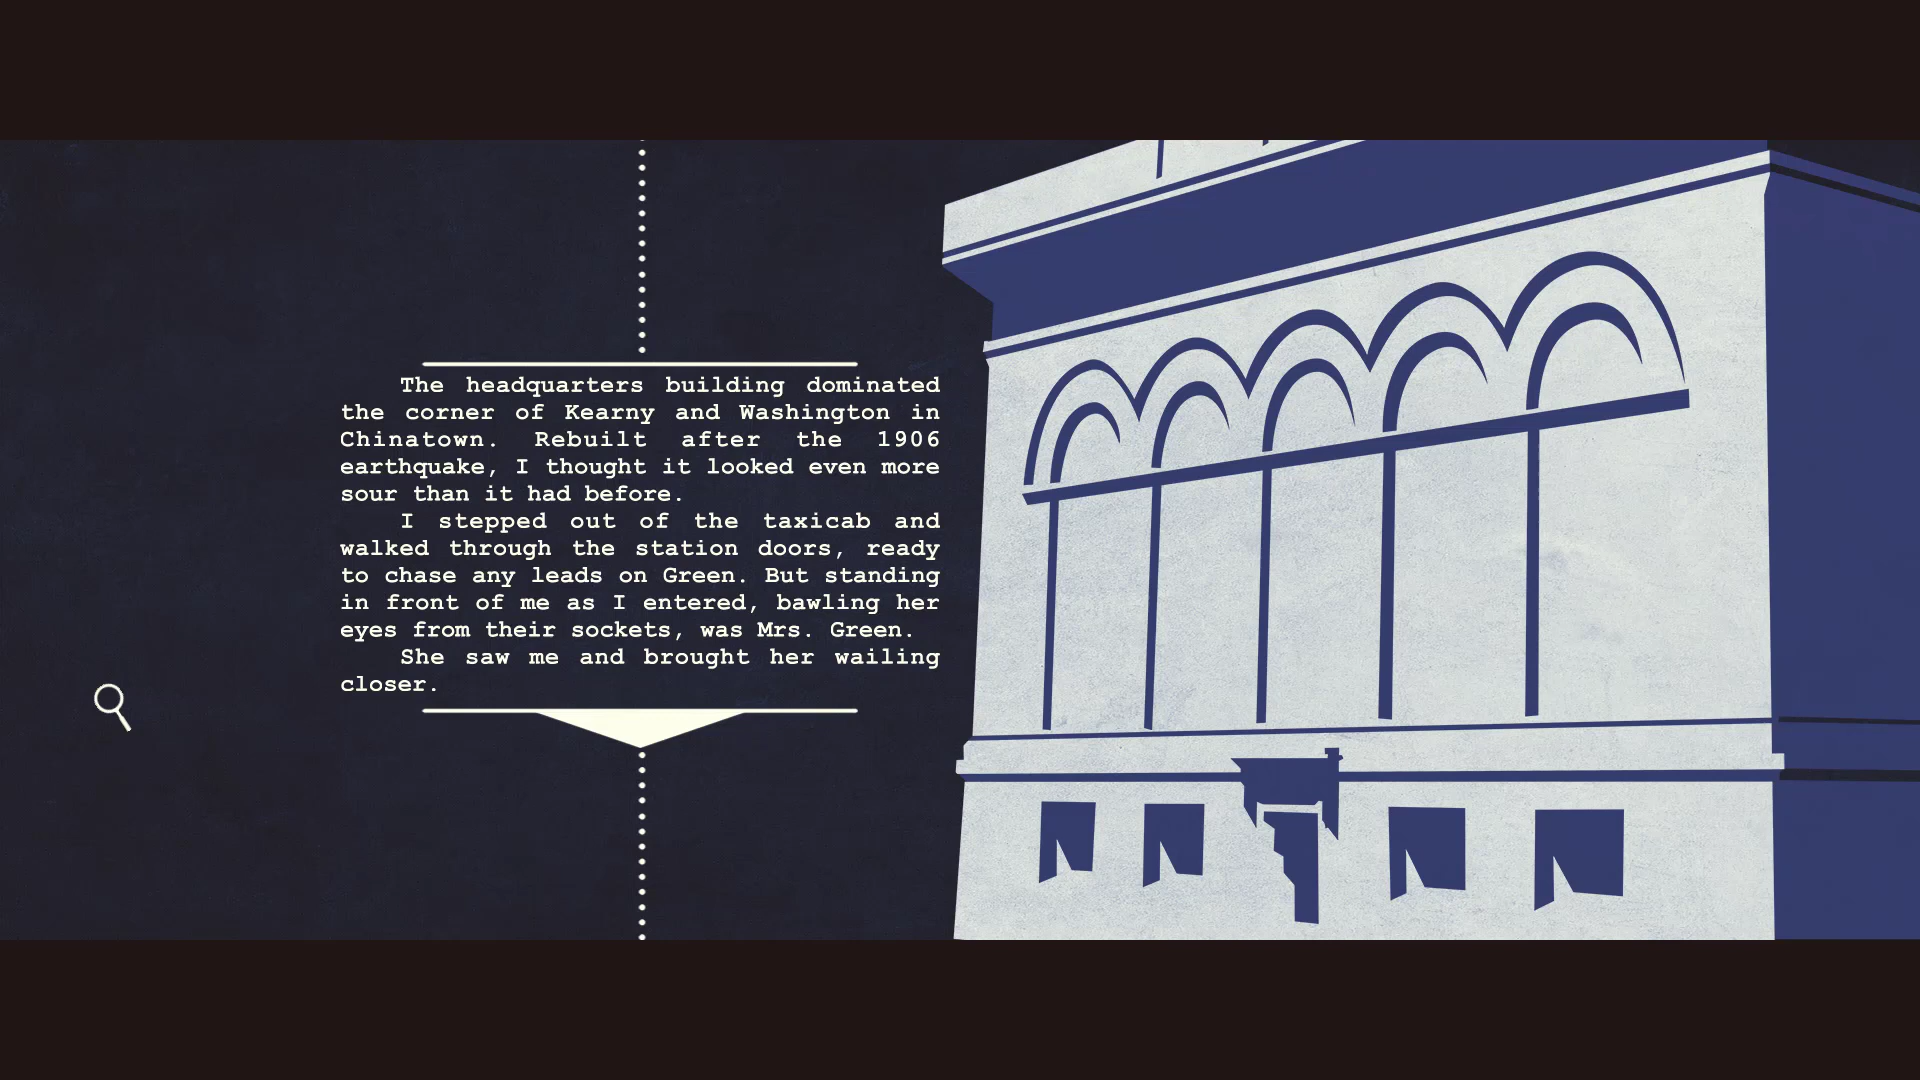 The headquarters building dominated
the corner of Kearny and Washington in
Chinatown. Rebuilt after the 1906
earthquake, I thought it looked even more
sour than it had before.
I stepped out of the taxicab and
walked through the station doors, ready
to chase any leads on Green. But standing
in front of me as I entered, bawling her
eyes from their sockets, was Mrs. Green.
She saw me and brought her wailing
closer.